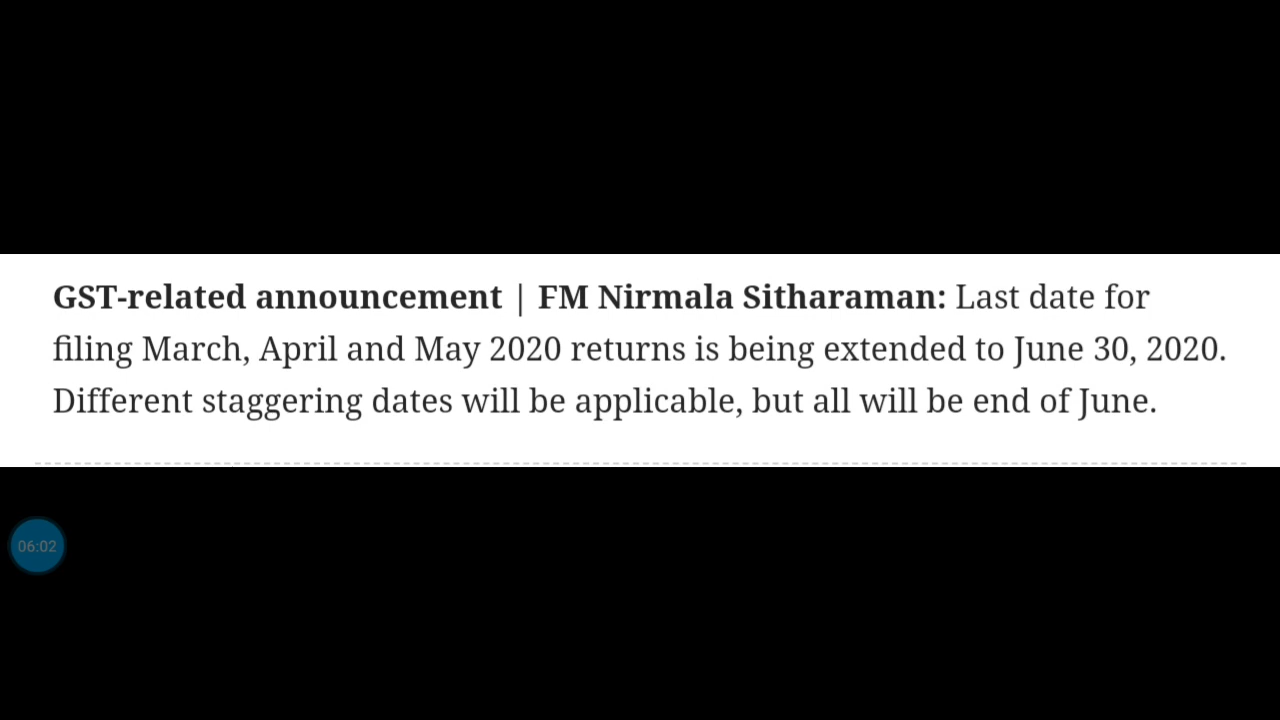 GST-related announcement | FM Nirmala Sitharaman: Last date for
filing March, April and May 2020 returns is being extended to June 30, 2020.
Different staggering dates will be applicable, but all will be end of June.
06:02